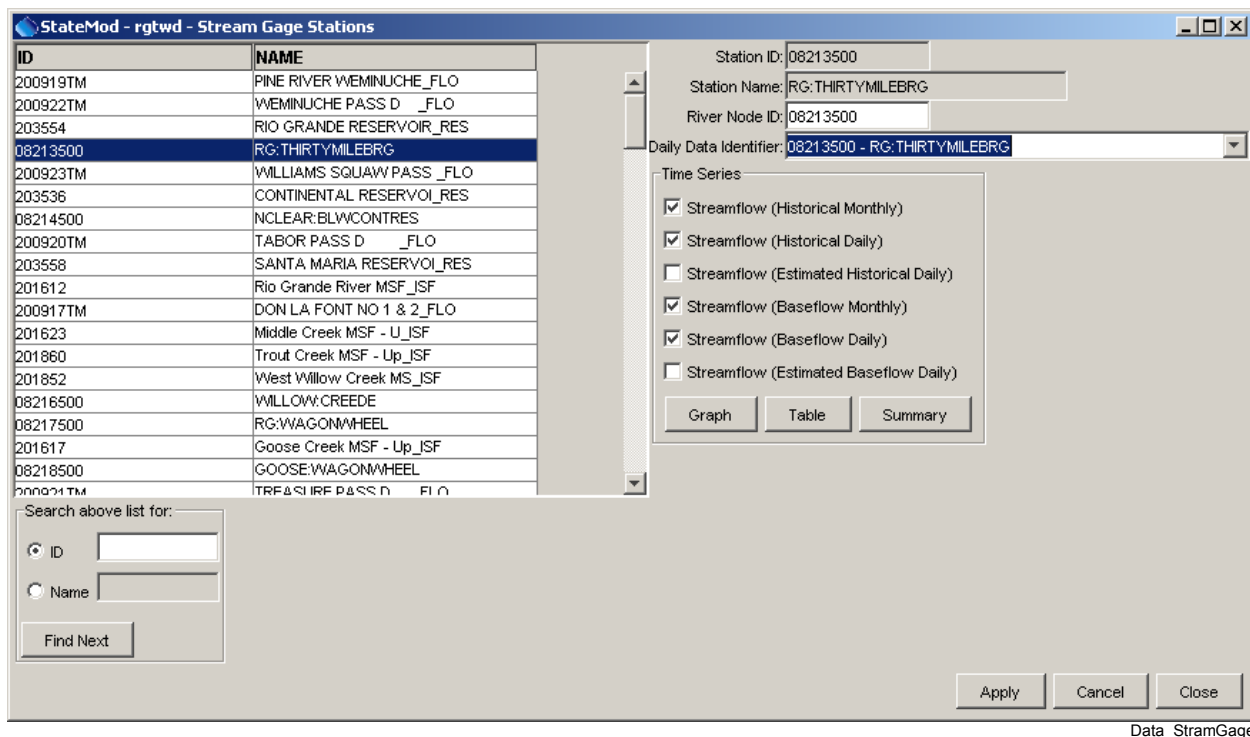 StateMod - rgtwd - Stream Gage Stations
ID NAME
200919TM PINE RIVER WEMINUCHE_FLO
200922TM WEMINUCHE PASS D _FLO
203554 RIO GRANDE RESERVOIR_RES
08213500 RG:THIRTYMILEBRG
200923TM WILLIAMS SQUAW PASS _FLO
203536 CONTINENTAL RESERVOI_RES
08214500 NCLEAR:BLWCONTRES
200920TM TABOR PASS D _FLO
203558 SANTA MARIA RESERVOI_RES
201612 Rio Grande River MSF_ISF
200917TM DON LA FONT NO 1 & 2_FLO
201623 Middle Creek MSF - U_ISF
201860 Trout Creek MSF - Up_ISF
201852 West Willow Creek MS_ISF
08216500 WILLOW:CREEDE
08217500 RG:WAGONWHEEL
201617 Goose Creek MSF - Up_ISF
08218500 GOOSE:WAGONWHEEL
200921TM TREASURE PASS D _FLO
Search above list for:
ID
Name
Find Next
Station ID: 08213500
Station Name: RG:THIRTYMILEBRG
River Node ID: 08213500
Daily Data Identifier: 08213500 - RG:THIRTYMILEBRG
Time Series
Streamflow (Historical Monthly)
Streamflow (Historical Daily)
Streamflow (Estimated Historical Daily)
Streamflow (Baseflow Monthly)
Streamflow (Baseflow Daily)
Streamflow (Estimated Baseflow Daily)
Graph Table Summary
Apply Cancel Close
Data_StramGage